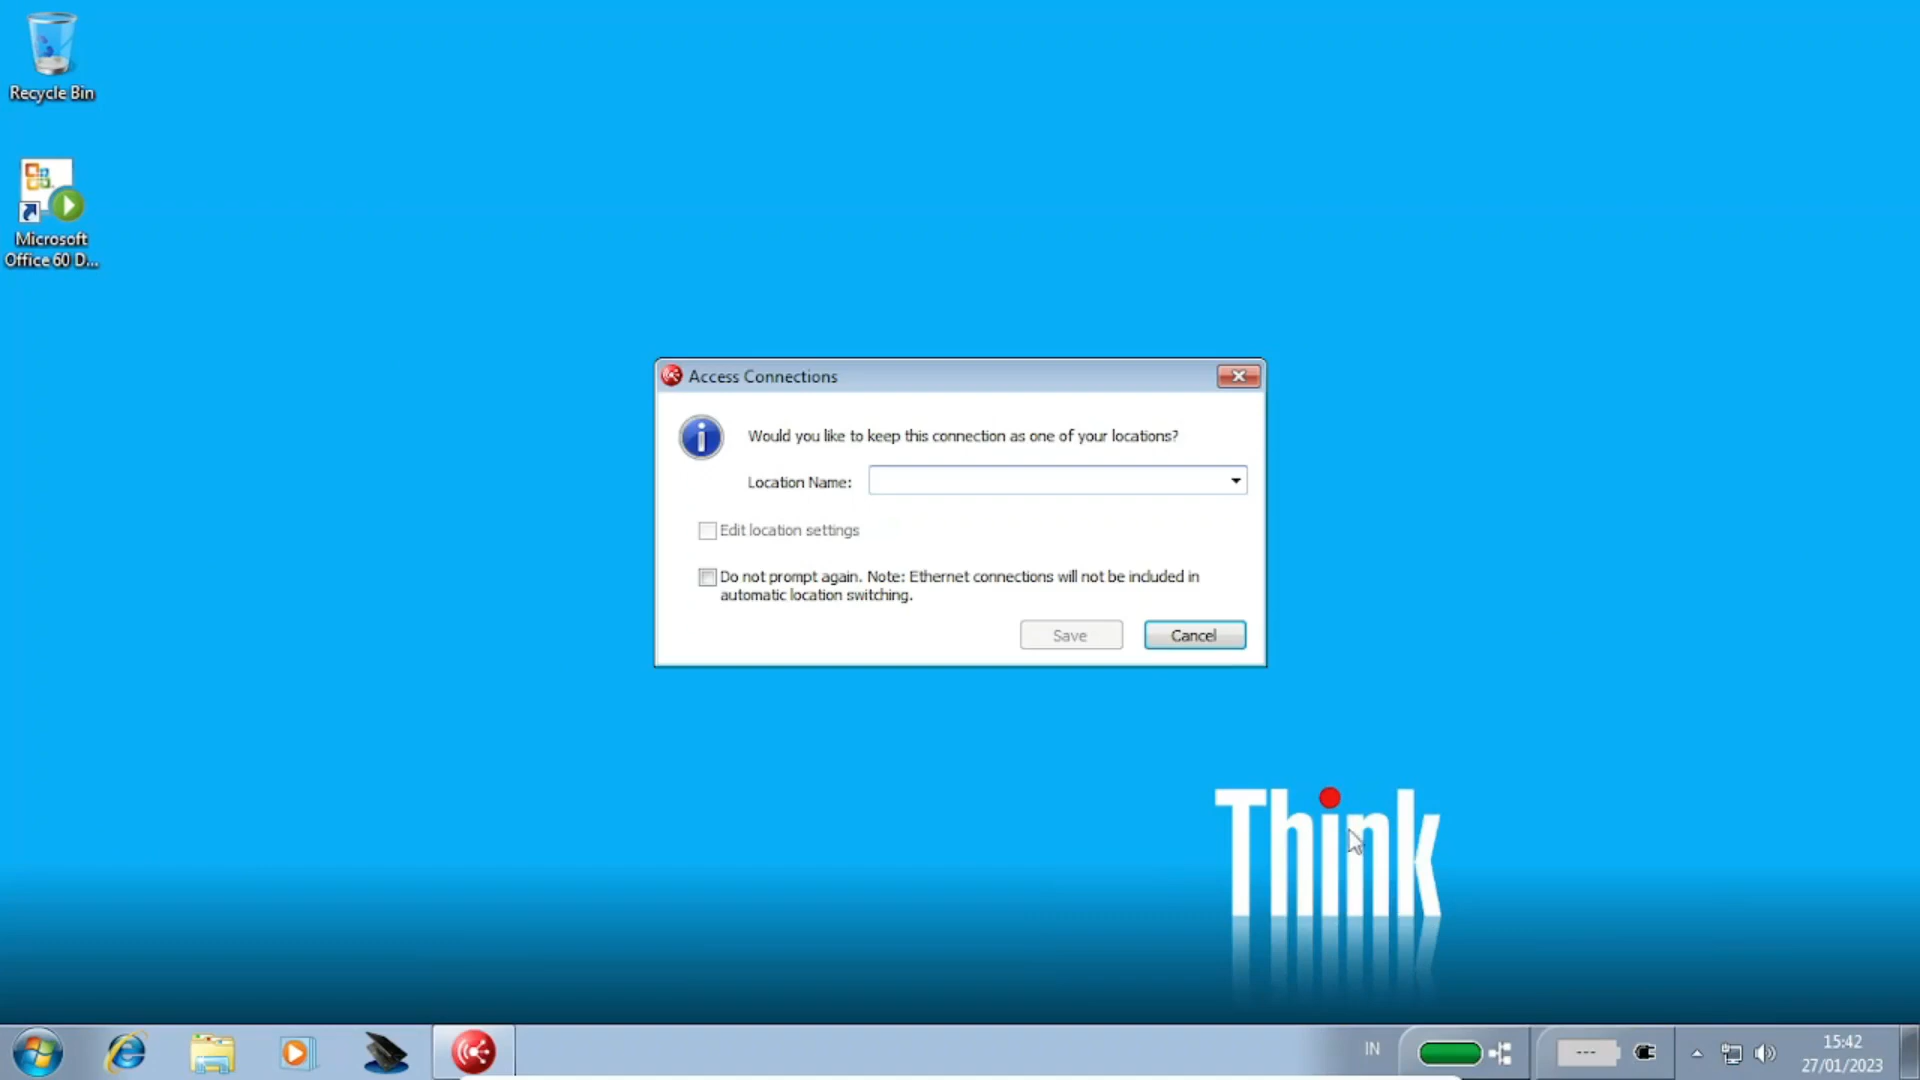 Recycle Bin
Microsoft
Office 60 D...
Access Connections
Would you like to keep this connection as one of your locations?
Location Name:
Edit location settings
Do not prompt again. Note: Ethernet connections will not be included in
automatic location switching.
Save
Cancel
Think
IN
---
15:42
27/01/2023